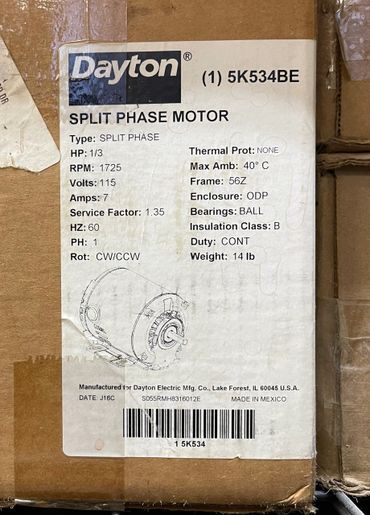 Dayton® (1) 5K534BE
SPLIT PHASE MOTOR
Type: SPLIT PHASE
HP: 1/3 Thermal Prot: NONE
RPM: 1725 Max Amb: 40° C
Volts: 115 Frame: 56Z
Amps: 7 Enclosure: ODP
Service Factor: 1.35 Bearings: BALL
HZ: 60 Insulation Class: B
PH: 1 Duty: CONT
Rot: CW/CCW Weight: 14 lb
Manufactured for Dayton Electric Mfg. Co., Lake Forest, IL 60045 U.S.A.
DATE: J16C S055RMH8316012E MADE IN MEXICO
1 5K534